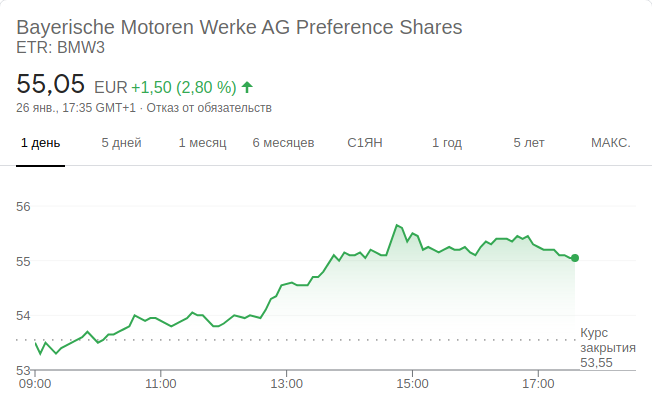 Bayerische Motoren Werke AG Preference Shares
ETR: BMW3
55,05 EUR +1,50 (2,80 %)
26 янв., 17:35 GMT+1 · Отказ от обязательств
1 день 5 дней 1 месяц 6 месяцев С1ЯН 1 год 5 лет МАКС.
56
55
54
53
Курс
закрытия
53,55
09:00 11:00 13:00 15:00 17:00